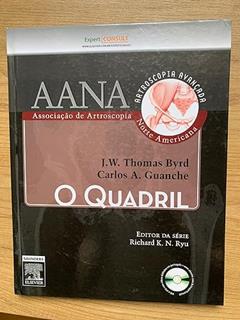 Expert CONSULT
AANA
Associação de Artroscopia
ARTROSCOPIA AVANÇADA
Norte Americana
J.W. Thomas Byrd
Carlos A. Guanche
O QUADRIL
EDITOR DA SÉRIE
Richard K. N. Ryu
SAUNDERS
ELSEVIER